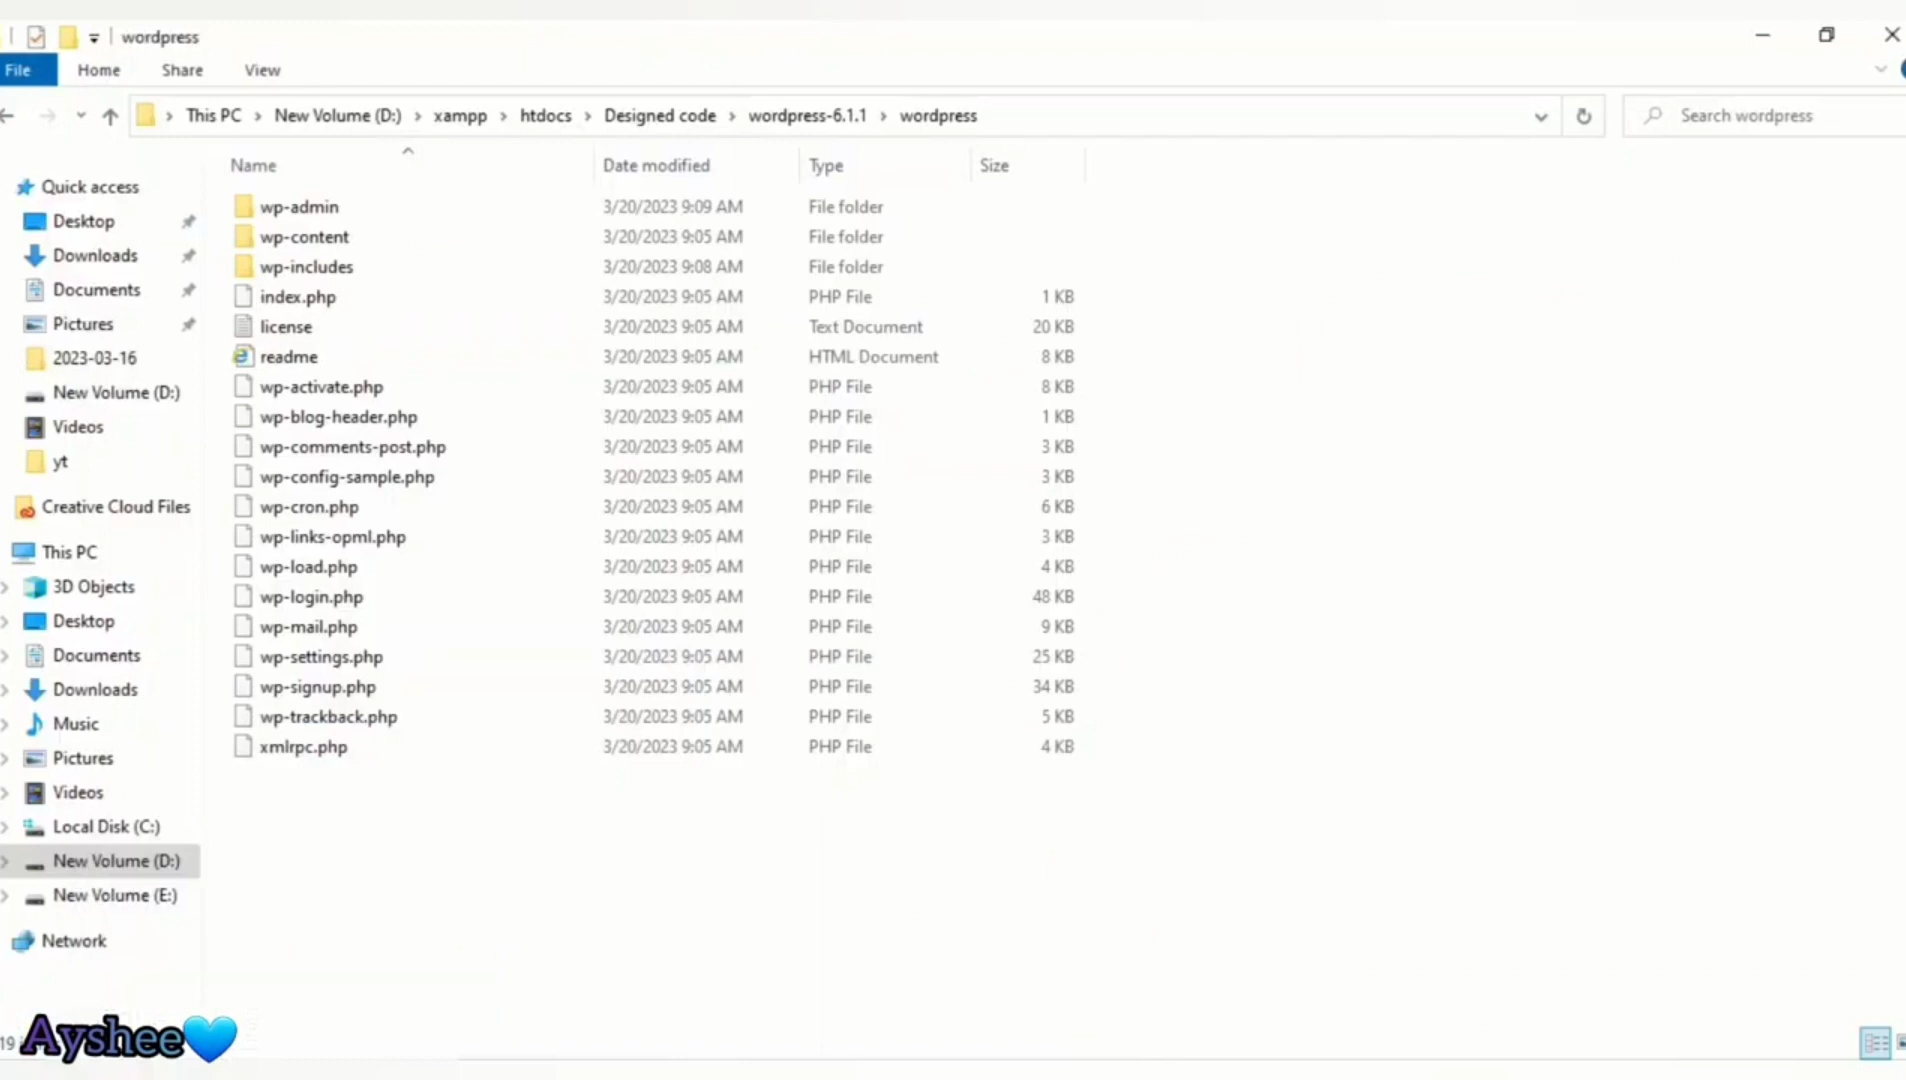 wordpress
File Home Share View
This PC New Volume (D:) xampp htdocs Designed code wordpress-6.1.1 wordpress
Search wordpress
Name Date modified Type Size
Quick access
Desktop
Downloads
Documents
Pictures
2023-03-16
New Volume (D:)
Videos
yt
Creative Cloud Files
This PC
3D Objects
Desktop
Documents
Downloads
Music
Pictures
Videos
Local Disk (C:)
New Volume (D:)
New Volume (E:)
Network
wp-admin 3/20/2023 9:09 AM File folder
wp-content 3/20/2023 9:05 AM File folder
wp-includes 3/20/2023 9:08 AM File folder
index.php 3/20/2023 9:05 AM PHP File 1 KB
license 3/20/2023 9:05 AM Text Document 20 KB
readme 3/20/2023 9:05 AM HTML Document 8 KB
wp-activate.php 3/20/2023 9:05 AM PHP File 8 KB
wp-blog-header.php 3/20/2023 9:05 AM PHP File 1 KB
wp-comments-post.php 3/20/2023 9:05 AM PHP File 3 KB
wp-config-sample.php 3/20/2023 9:05 AM PHP File 3 KB
wp-cron.php 3/20/2023 9:05 AM PHP File 6 KB
wp-links-opml.php 3/20/2023 9:05 AM PHP File 3 KB
wp-load.php 3/20/2023 9:05 AM PHP File 4 KB
wp-login.php 3/20/2023 9:05 AM PHP File 48 KB
wp-mail.php 3/20/2023 9:05 AM PHP File 9 KB
wp-settings.php 3/20/2023 9:05 AM PHP File 25 KB
wp-signup.php 3/20/2023 9:05 AM PHP File 34 KB
wp-trackback.php 3/20/2023 9:05 AM PHP File 5 KB
xmlrpc.php 3/20/2023 9:05 AM PHP File 4 KB
19
Ayshee💙